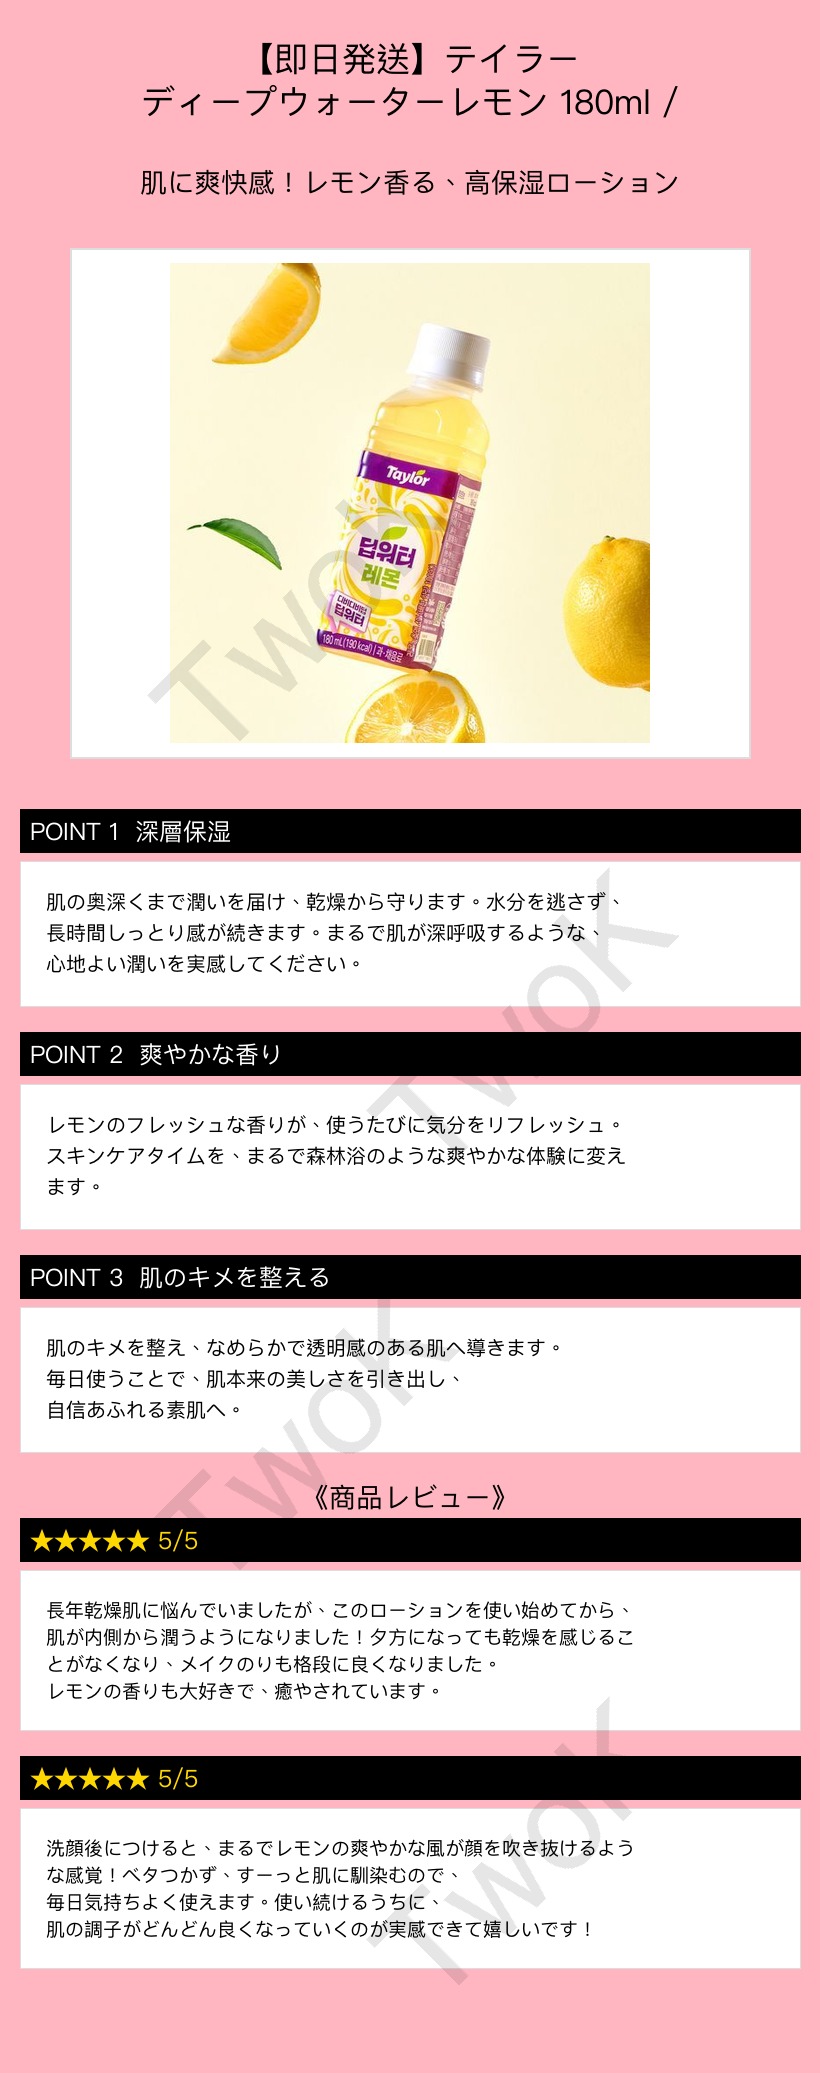 【即日発送】テイラー
ディープウォーターレモン 180ml /
肌に爽快感！レモン香る、高保湿ローション
Taylor
딥워터
레몬
디비디비딥
딥워터
180 mL(190 kcal) | 과·채음료
TwoK
POINT 1 深層保湿
肌の奥深くまで潤いを届け、乾燥から守ります。水分を逃さず、
長時間しっとり感が続きます。まるで肌が深呼吸するような、
心地よい潤いを実感してください。
TwoK
POINT 2 爽やかな香り
レモンのフレッシュな香りが、使うたびに気分をリフレッシュ。
スキンケアタイムを、まるで森林浴のような爽やかな体験に変え
ます。
POINT 3 肌のキメを整える
肌のキメを整え、なめらかで透明感のある肌へ導きます。
毎日使うことで、肌本来の美しさを引き出し、
自信あふれる素肌へ。
TwoK
《商品レビュー》
★★★★★ 5/5
長年乾燥肌に悩んでいましたが、このローションを使い始めてから、
肌が内側から潤うようになりました！夕方になっても乾燥を感じるこ
とがなくなり、メイクのりも格段に良くなりました。
レモンの香りも大好きで、癒やされています。
★★★★★ 5/5
洗顔後につけると、まるでレモンの爽やかな風が顔を吹き抜けるよう
な感覚！ベタつかず、すーっと肌に馴染むので、
毎日気持ちよく使えます。使い続けるうちに、
肌の調子がどんどん良くなっていくのが実感できて嬉しいです！
TwoK